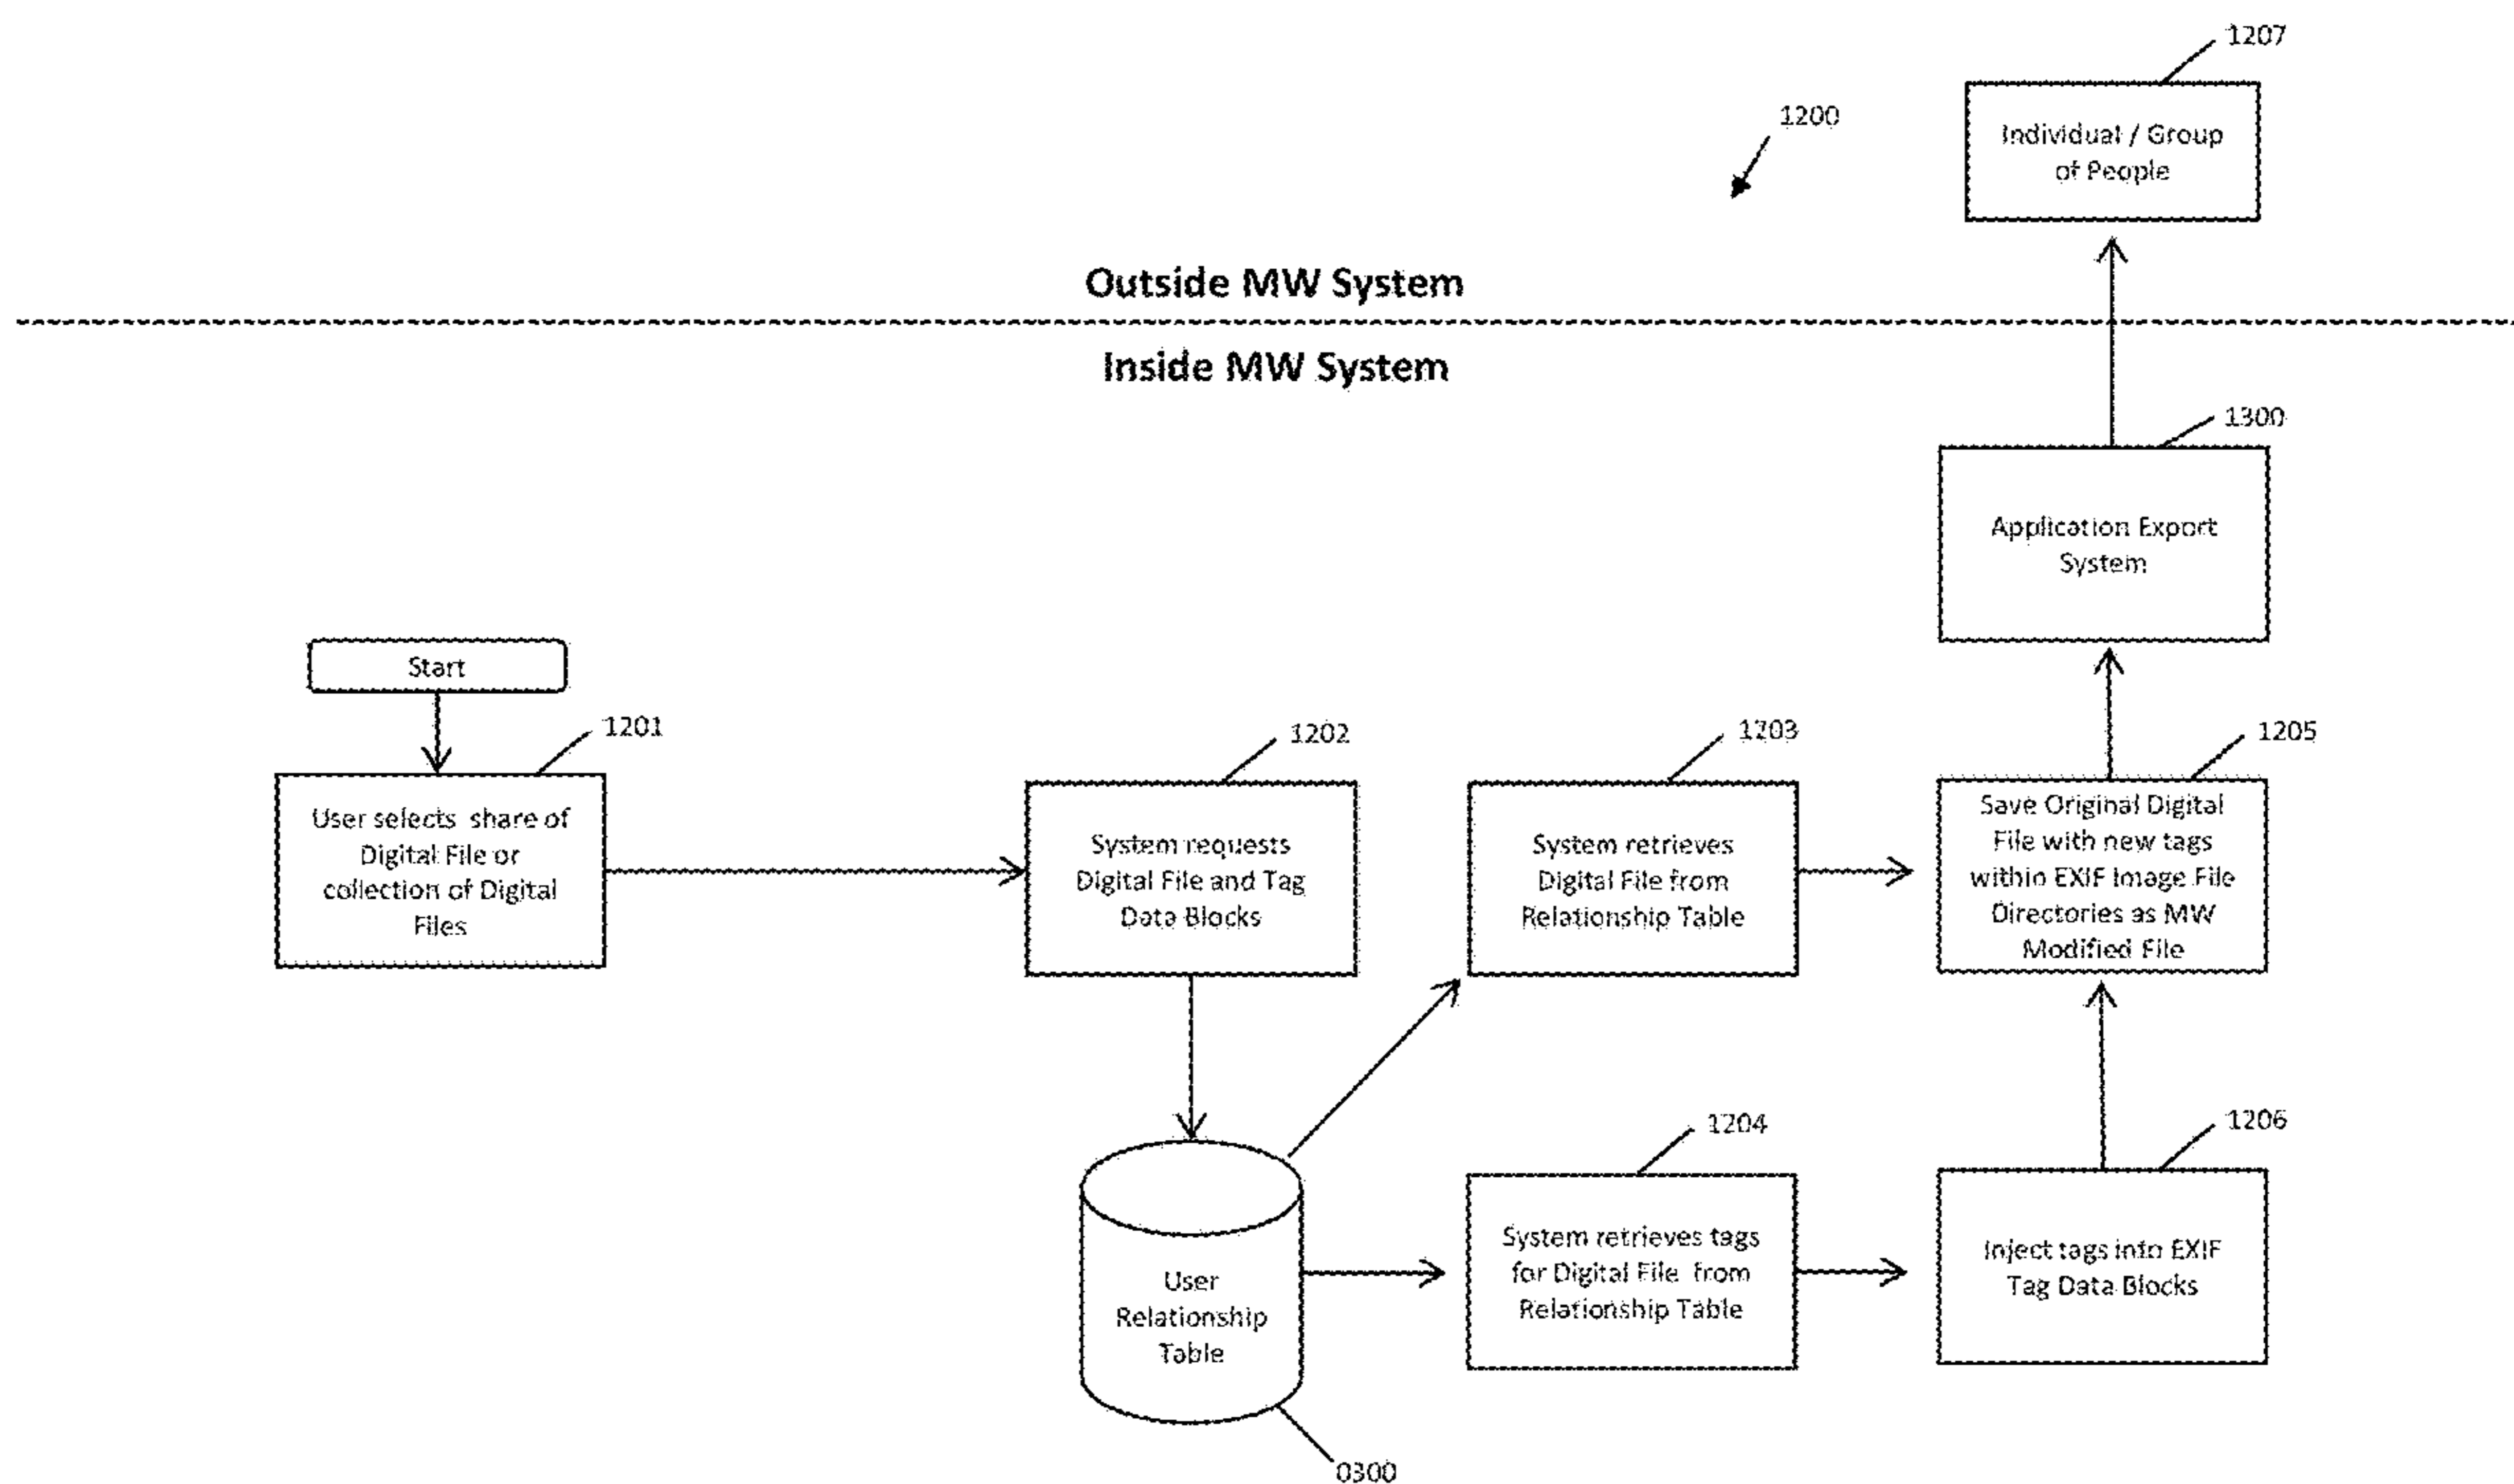 1207
Individual / Group
of People
1200
Outside MW System
Inside MW System
1300
Application Export
System
Start
1201
User selects share of
Digital File or
collection of Digital
Files
1202
System requests
Digital File and Tag
Data Blocks
1203
System retrieves
Digital File from
Relationship Table
1205
Save Original Digital
File with new tags
within EXIF Image File
Directories as MW
Modified File
User
Relationship
Table
0300
1204
System retrieves tags
for Digital File from
Relationship Table
1206
Inject tags into EXIF
Tag Data Blocks